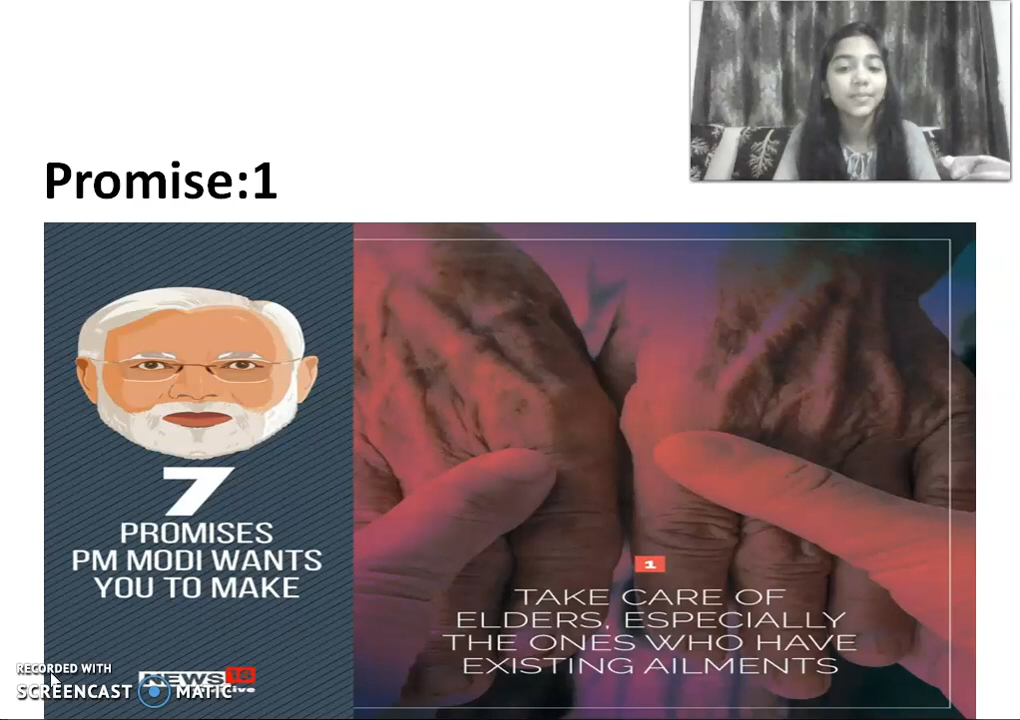 Promise:1
7
PROMISES
PM MODI WANTS
YOU TO MAKE
1
TAKE CARE OF
ELDERS, ESPECIALLY
THE ONES WHO HAVE
EXISTING AILMENTS
NEWS18
RECORDED WITH
SCREENCAST MATIC